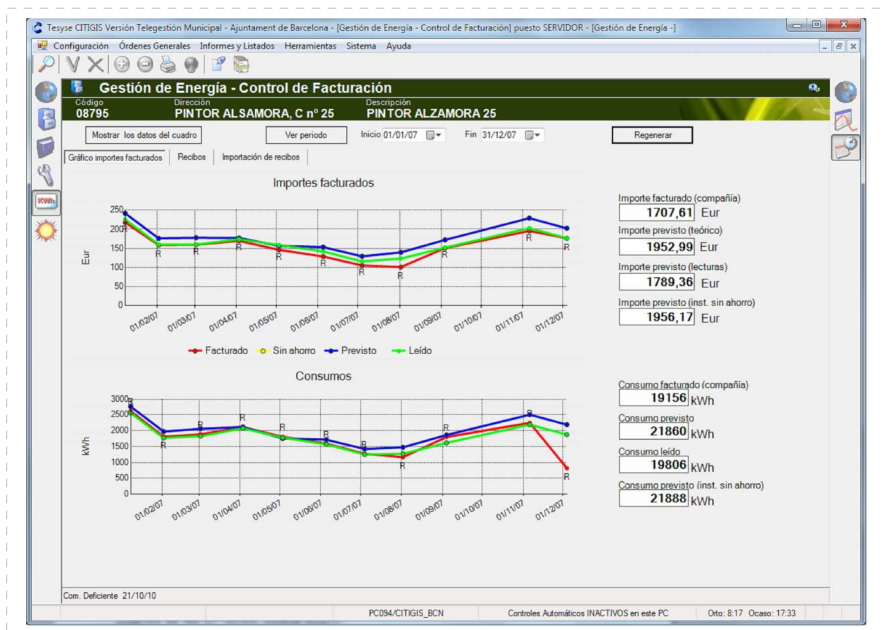 Tesyse CITIGIS Versión Telegestión Municipal - Ajuntament de Barcelona - [Gestión de Energía - Control de Facturación] puesto SERVIDOR - [Gestión de Energía -]
Configuración Órdenes Generales Informes y Listados Herramientas Sistema Ayuda
Gestión de Energía - Control de Facturación
Código Dirección Descripción
08795 PINTOR ALSAMORA, C nº 25 PINTOR ALZAMORA 25
Mostrar los datos del cuadro Ver periodo Inicio 01/01/07 Fin 31/12/07 Regenerar
Gráfico importes facturados Recibos Importación de recibos
KWh
Importes facturados
Eur
250
200
150
100
50
0
R R R R R R R R R R R
01/02/07 01/03/07 01/04/07 01/05/07 01/06/07 01/07/07 01/08/07 01/09/07 01/10/07 01/11/07 01/12/07
Facturado Sin ahorro Previsto Leído
Importe facturado (compañía)
1707,61 Eur
Importe previsto (teórico)
1952,99 Eur
Importe previsto (lecturas)
1789,36 Eur
Importe previsto (inst. sin ahorro)
1956,17 Eur
Consumos
kWh
3000
2500
2000
1500
1000
500
0
R R R R R R R R R R R
01/02/07 01/03/07 01/04/07 01/05/07 01/06/07 01/07/07 01/08/07 01/09/07 01/10/07 01/11/07 01/12/07
Consumo facturado (compañía)
19156 kWh
Consumo previsto
21860 kWh
Consumo leído
19806 kWh
Consumo previsto (inst. sin ahorro)
21888 kWh
Com. Deficiente 21/10/10
PC094/CITIGIS_BCN Controles Automáticos INACTIVOS en este PC Orto: 8:17 Ocaso: 17:33